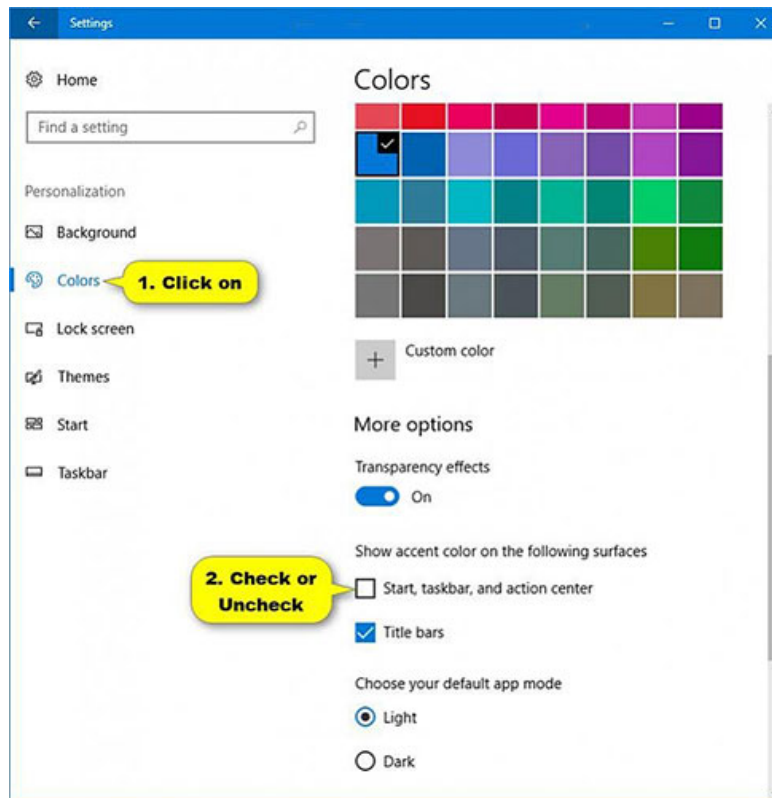 Settings
Home
Find a setting
Personalization
Background
Colors
1. Click on
Lock screen
Themes
Start
Taskbar
Colors
Custom color
More options
Transparency effects
On
Show accent color on the following surfaces
2. Check or
Uncheck
Start, taskbar, and action center
Title bars
Choose your default app mode
Light
Dark